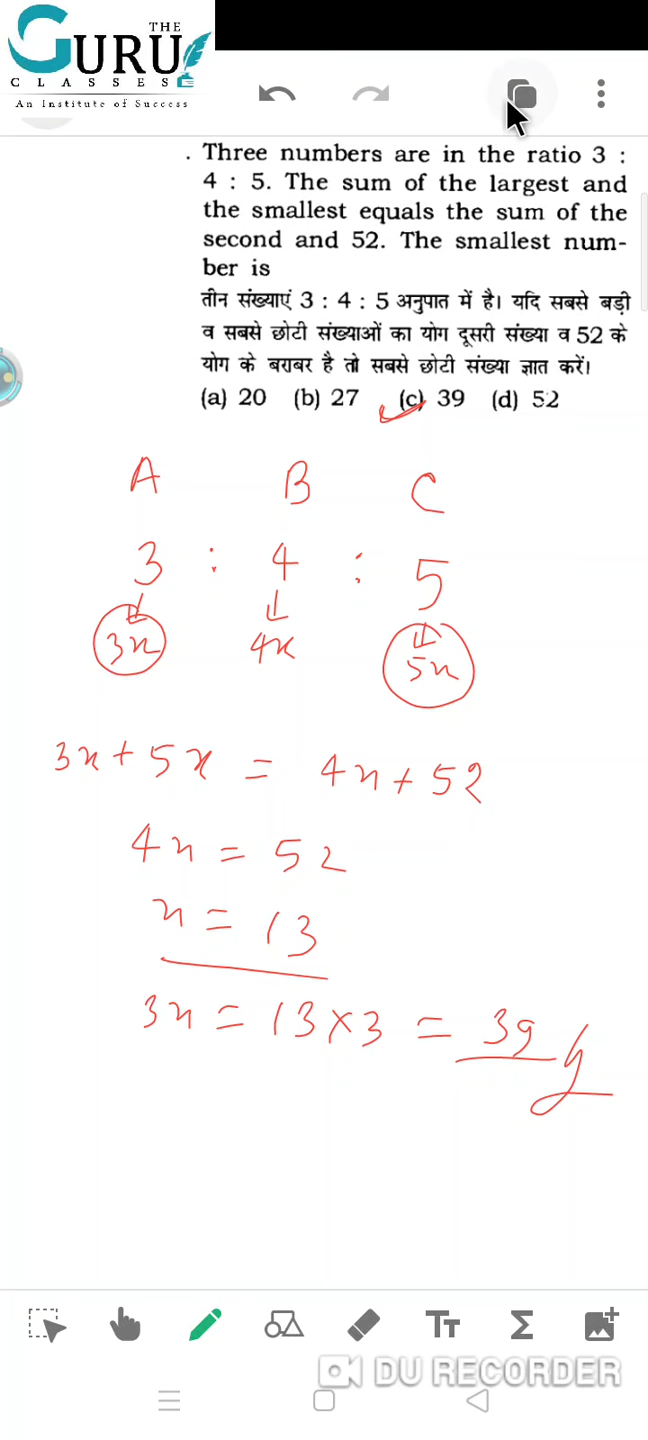 THE
GURU
CLASSES
An Institute of Success
. Three numbers are in the ratio 3 :
4 : 5. The sum of the largest and
the smallest equals the sum of the
second and 52. The smallest num-
ber is
तीन संख्याएं 3 : 4 : 5 अनुपात में है। यदि सबसे बड़ी
व सबसे छोटी संख्याओं का योग दूसरी संख्या व 52 के
योग के बराबर है तो सबसे छोटी संख्या ज्ञात करें।
(a) 20 (b) 27 (c) 39 (d) 52
A B C
3 : 4 : 5
3x 4x 5x
3x + 5x = 4x + 52
4x = 52
x = 13
3x = 13 × 3 = 39
TT Σ
DU RECORDER